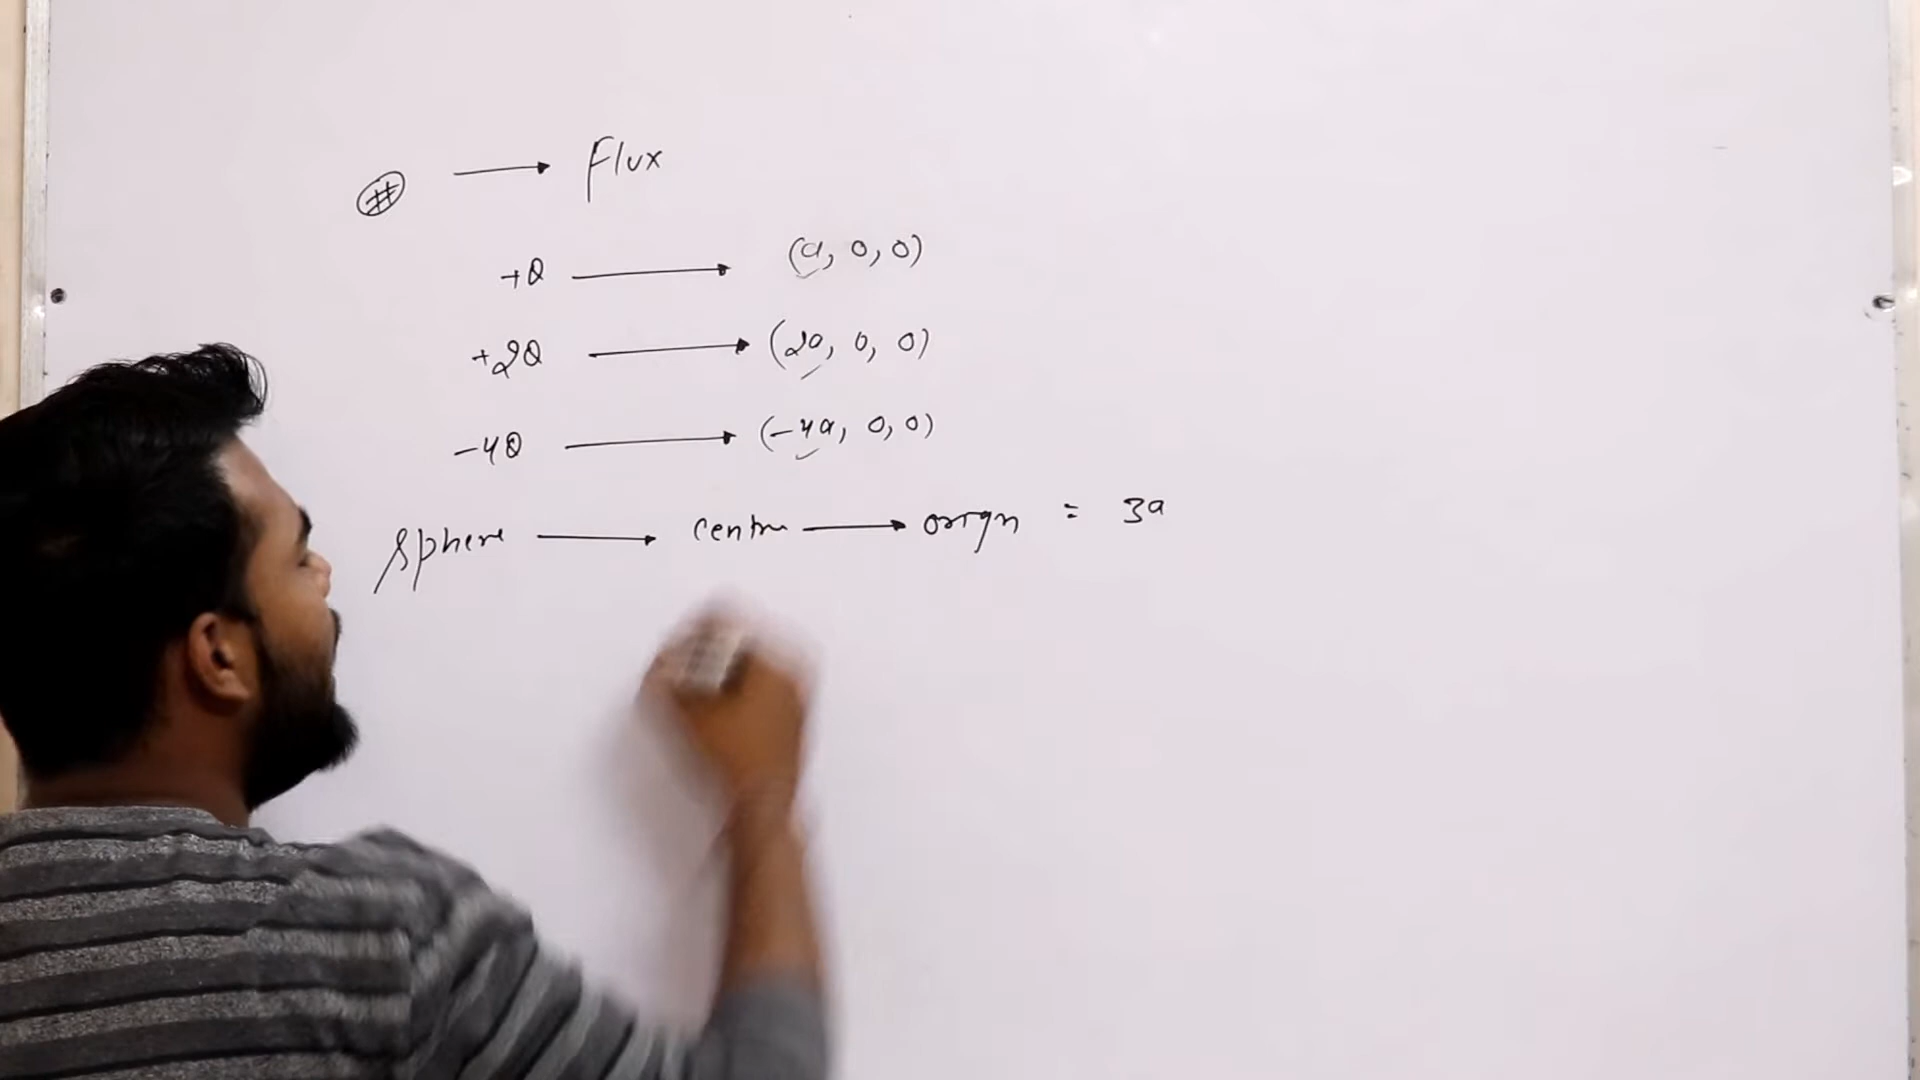 # → Flux
+Q → (a, 0, 0)
+2Q → (2a, 0, 0)
-4Q → (-4a, 0, 0)
Sphere → Centre → origin = 3a